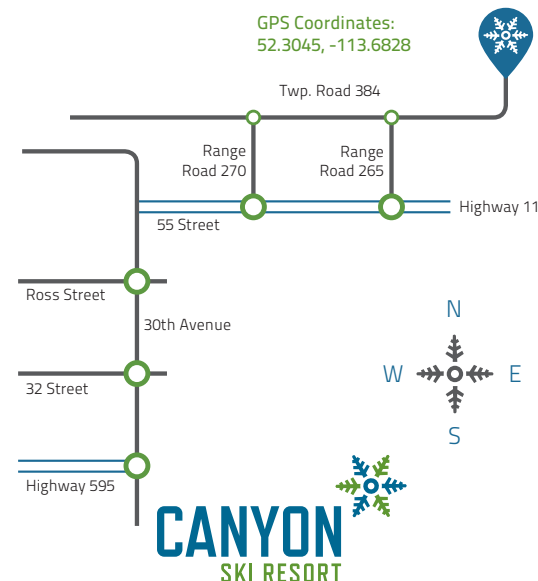 GPS Coordinates:
52.3045, -113.6828
Twp. Road 384
Range
Road 270
Range
Road 265
Highway 11
55 Street
Ross Street
30th Avenue
N
W
E
S
32 Street
Highway 595
CANYON
SKI RESORT